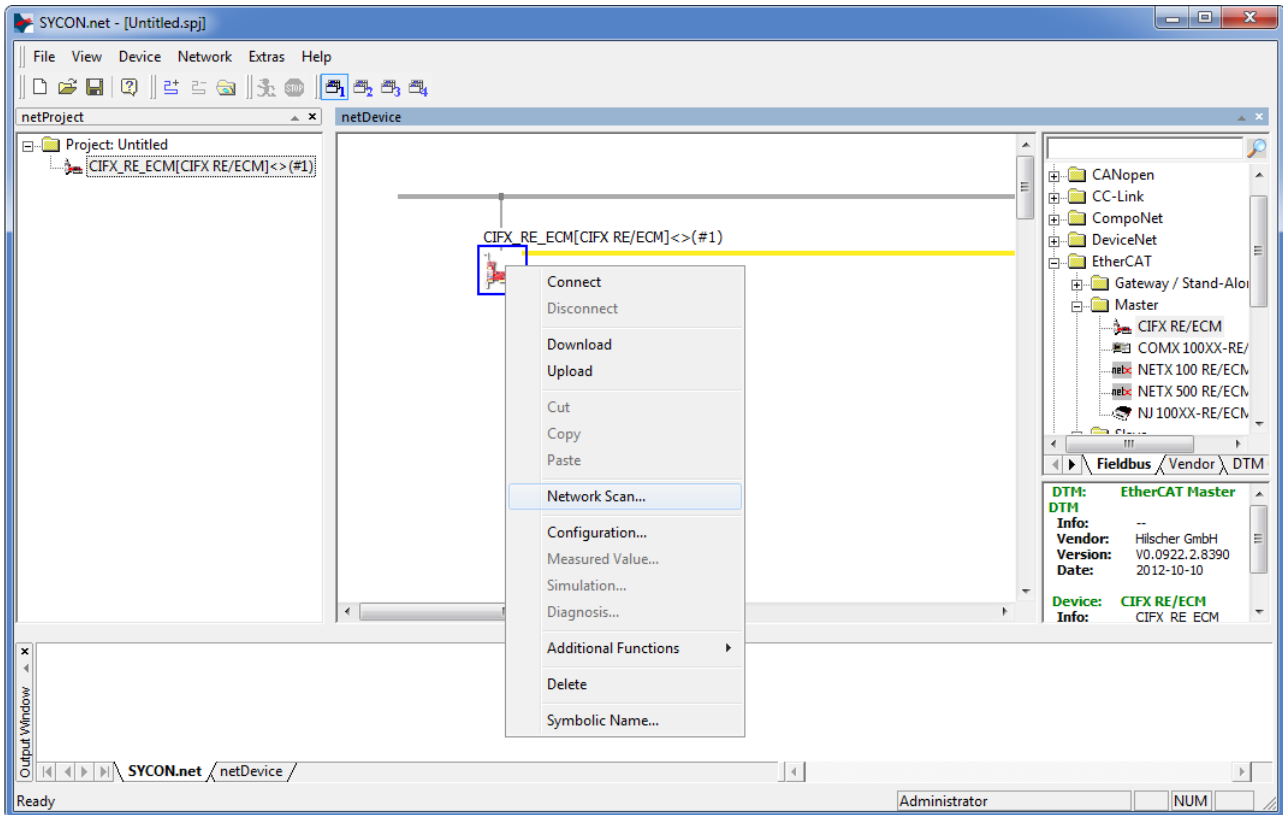 SYCON.net - [Untitled.spj]
File View Device Network Extras Help
netProject
netDevice
Project: Untitled
CIFX_RE_ECM[CIFX RE/ECM]<>(#1)
CIFX_RE_ECM[CIFX RE/ECM]<>(#1)
Connect
Disconnect
Download
Upload
Cut
Copy
Paste
Network Scan...
Configuration...
Measured Value...
Simulation...
Diagnosis...
Additional Functions
Delete
Symbolic Name...
CANopen
CC-Link
CompoNet
DeviceNet
EtherCAT
Gateway / Stand-Alo
Master
CIFX RE/ECM
COMX 100XX-RE/
NETX 100 RE/ECM
NETX 500 RE/ECM
NJ 100XX-RE/ECM
Fieldbus Vendor DTM
DTM: EtherCAT Master
DTM
Info: --
Vendor: Hilscher GmbH
Version: V0.0922.2.8390
Date: 2012-10-10
Device: CIFX RE/ECM
Info: CIFX RE ECM
Output Window
SYCON.net netDevice
Ready
Administrator
NUM